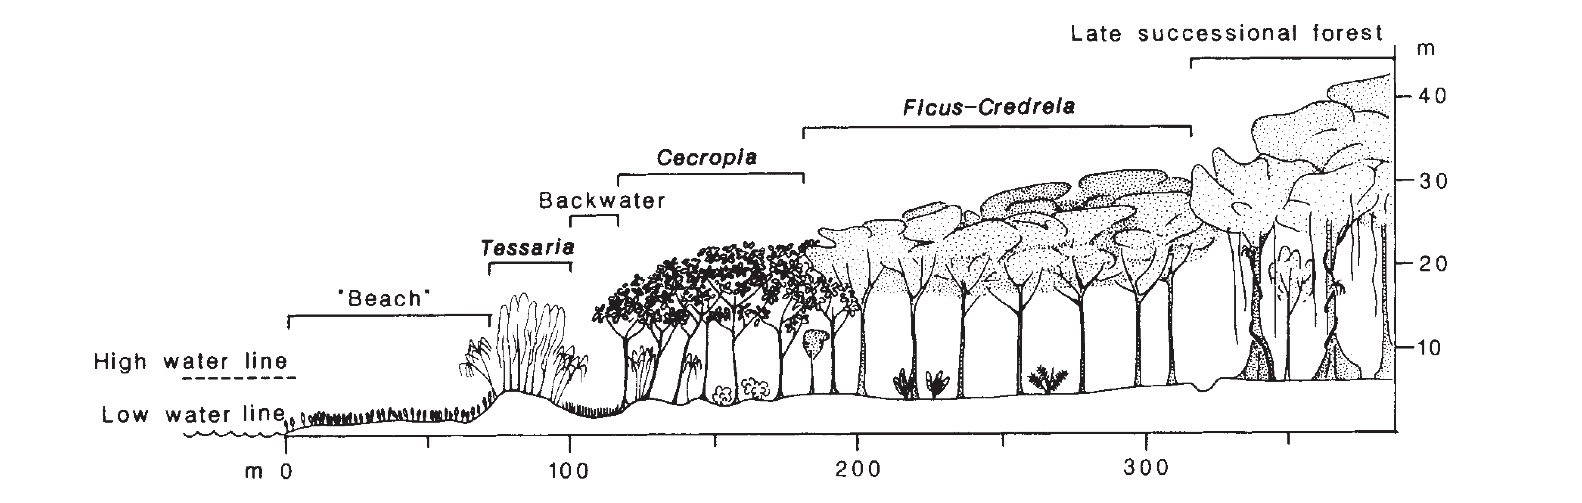 Late successional forest
m
40
Ficus-Credrela
Cecropia
30
Backwater
Tessaria
20
"Beach"
High water line
10
Low water line
m 0 100 200 300